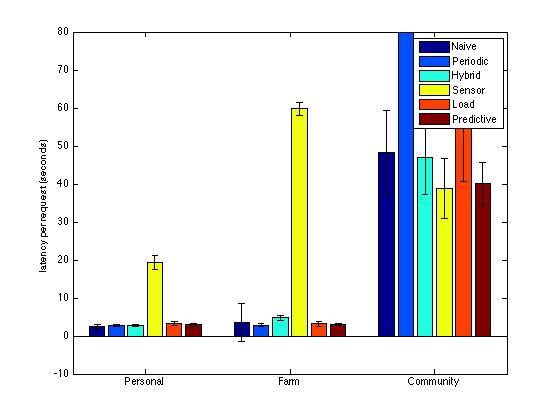 80
70
60
50
40
30
20
10
0
-10
latency per request (seconds)
Personal
Farm
Community
Naive
Periodic
Hybrid
Sensor
Load
Predictive